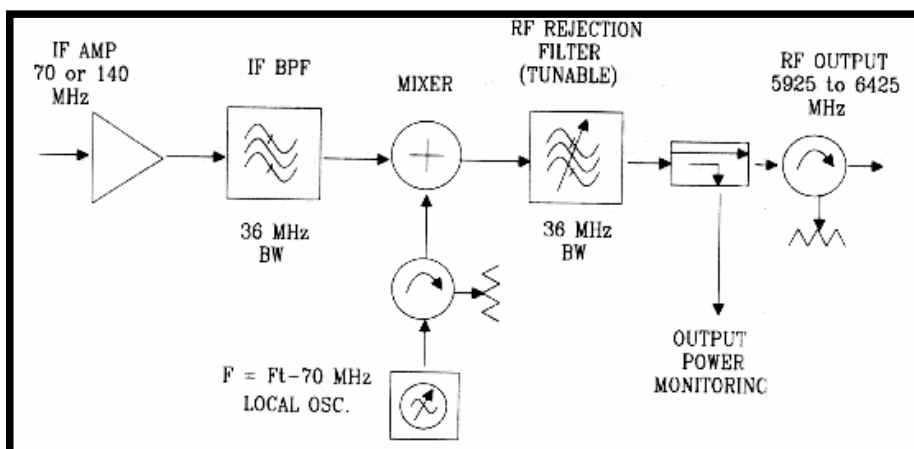 IF AMP
70 or 140
MHz
IF BPF
MIXER
RF REJECTION
FILTER
(TUNABLE)
RF OUTPUT
5925 to 6425
MHz
36 MHz
BW
36 MHz
BW
F = Ft-70 MHz
LOCAL OSC.
OUTPUT
POWER
MONITORING